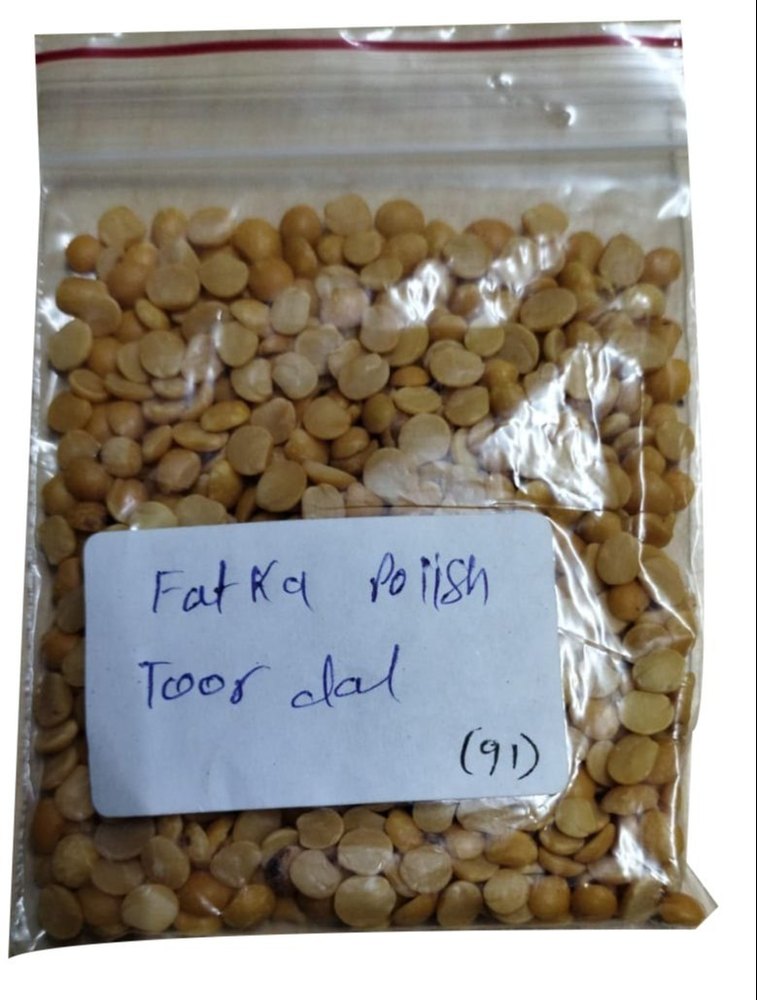 Fatka Polish
Toor dal
(91)